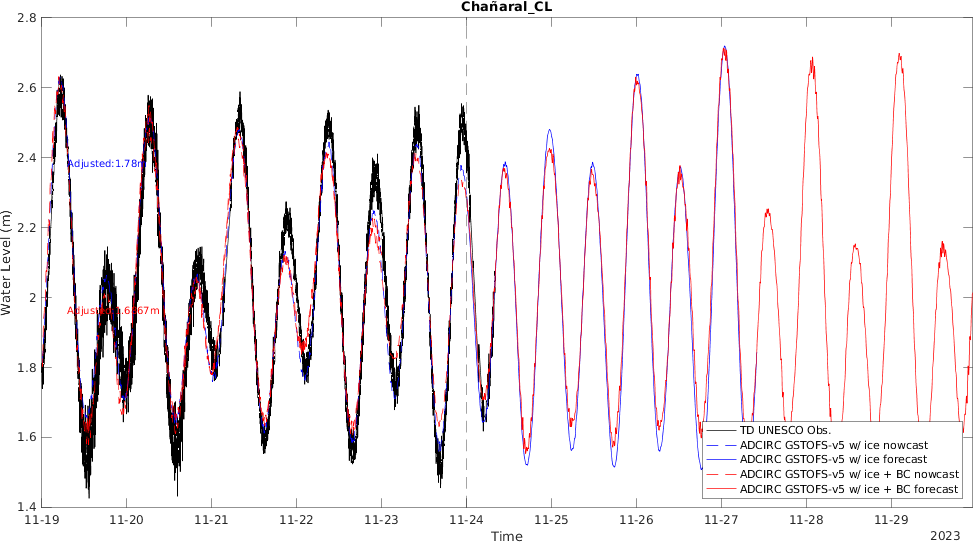 Chañaral_CL
2.8
2.6
2.4
2.2
2
1.8
1.6
1.4
Water Level (m)
Adjusted:1.78m
TD UNESCO Obs.
ADCIRC GSTOFS-v5 w/ ice nowcast
ADCIRC GSTOFS-v5 w/ ice forecast
ADCIRC GSTOFS-v5 w/ ice + BC nowcast
ADCIRC GSTOFS-v5 w/ ice + BC forecast
11-19 11-20 11-21 11-22 11-23 11-24 11-25 11-26 11-27 11-28 11-29
Time
2023